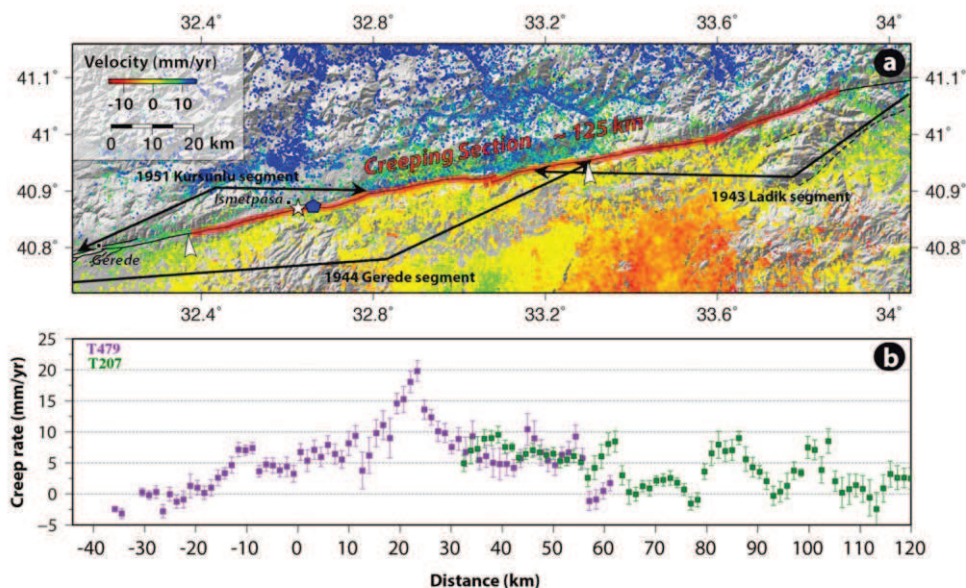 32.4° 32.8° 33.2° 33.6° 34°
Velocity (mm/yr)
-10 0 10
0 20 km
a
41.1° 41.1°
41° 41°
40.9° 40.9°
40.8° 40.8°
Creeping Section ~ 125 km
1951 Kursunlu segment
Ismetpasa
1943 Ladik segment
Gerede
1944 Gerede segment
32.4° 32.8° 33.2° 33.6° 34°
T479
T207
b
Creep rate (mm/yr)
25
20
15
10
5
0
-5
-40 -30 -20 -10 0 10 20 30 40 50 60 70 80 90 100 110 120
Distance (km)